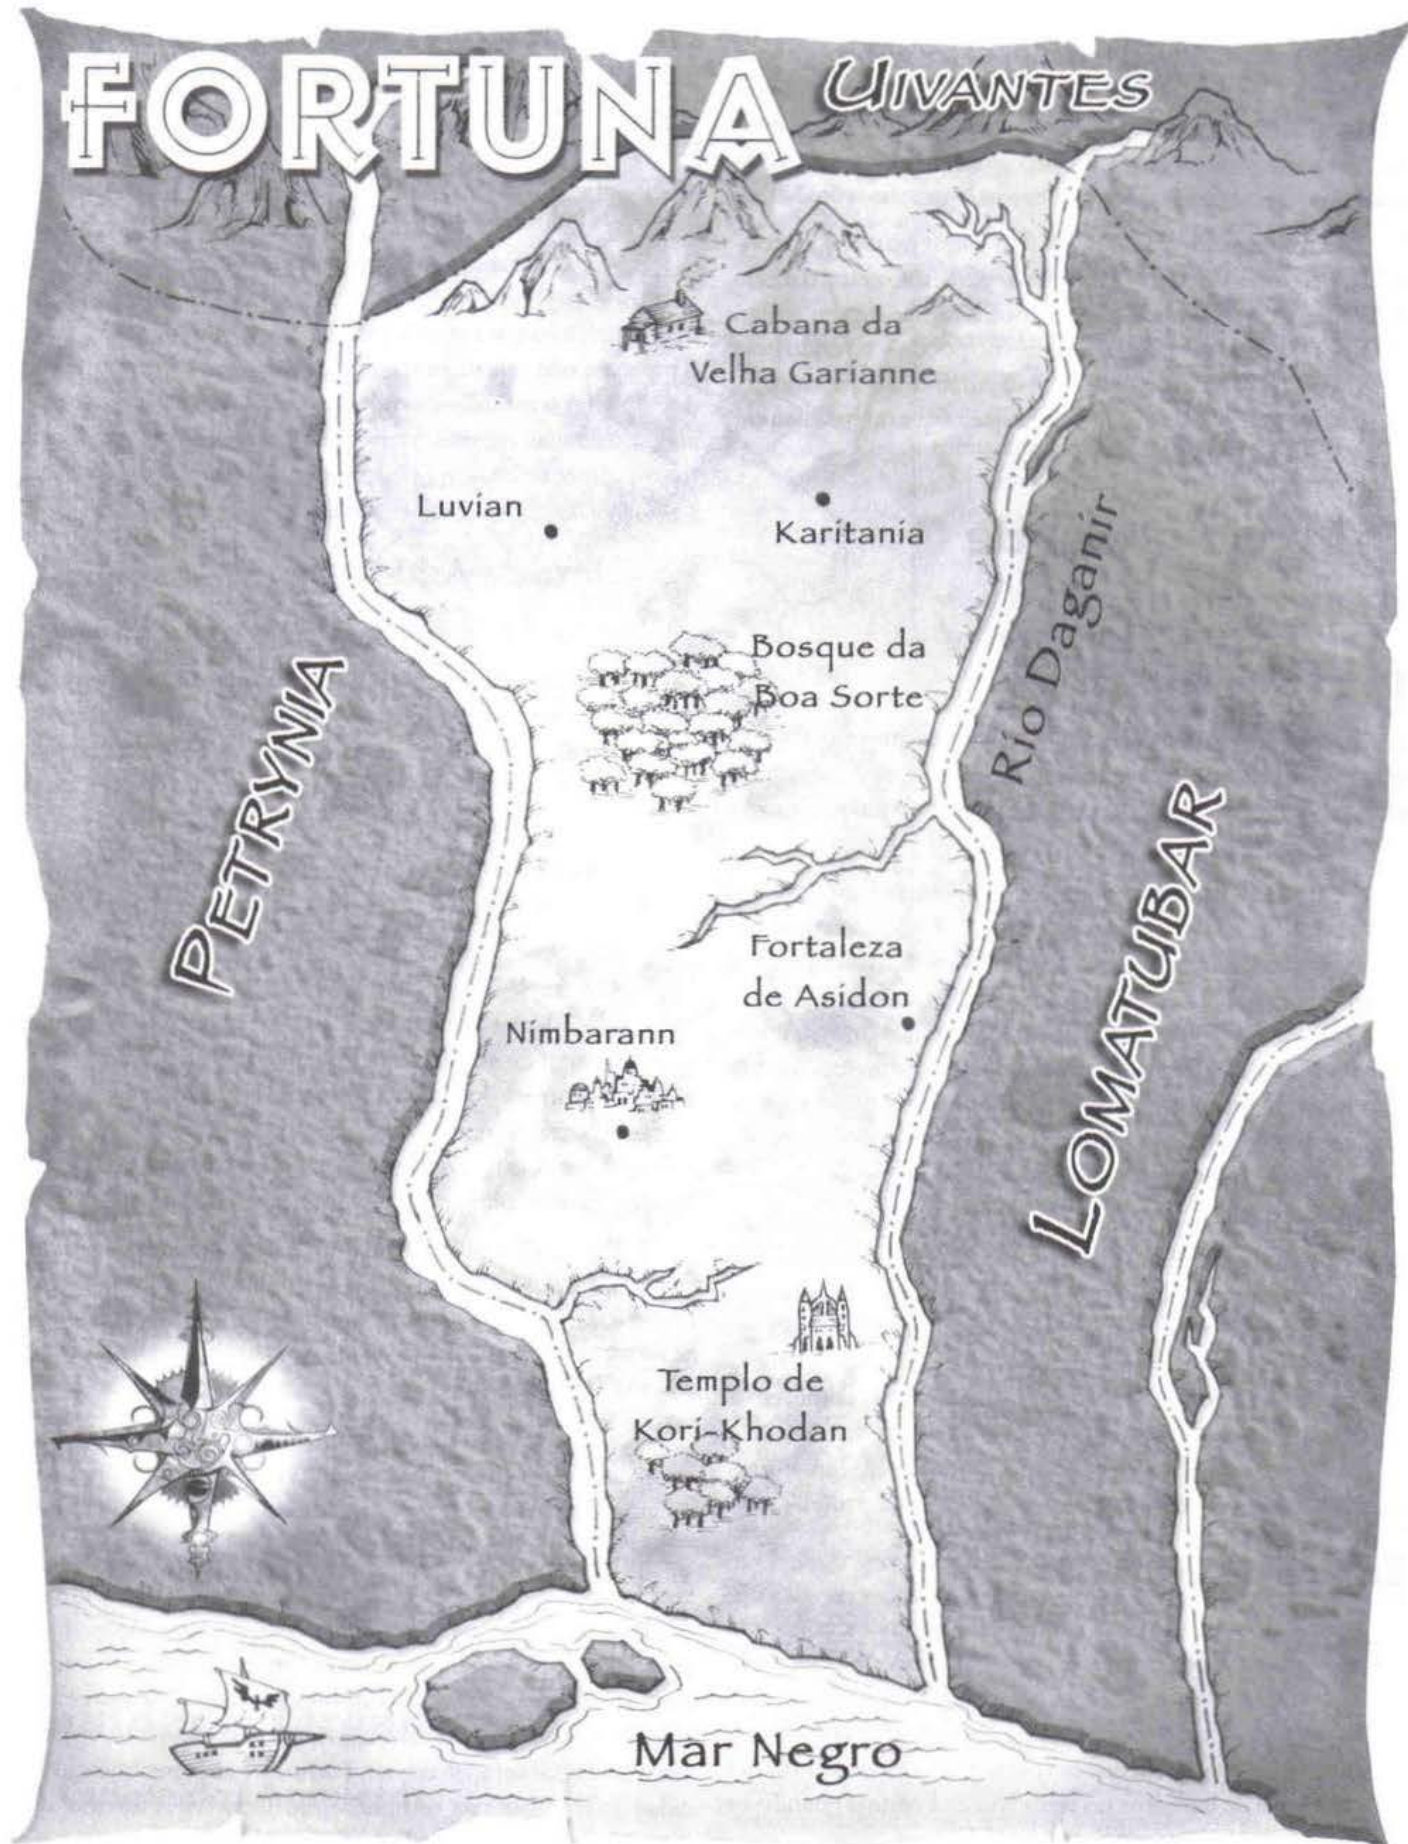 FORTUNA
UIVANTES
Cabana da
Velha Garianne
Luvian
Karitania
Bosque da
Boa Sorte
Rio Daganir
PETRYNIA
LOMATUBAR
Fortaleza
de Asidon
Nimbarann
Templo de
Kori-Khodan
Mar Negro